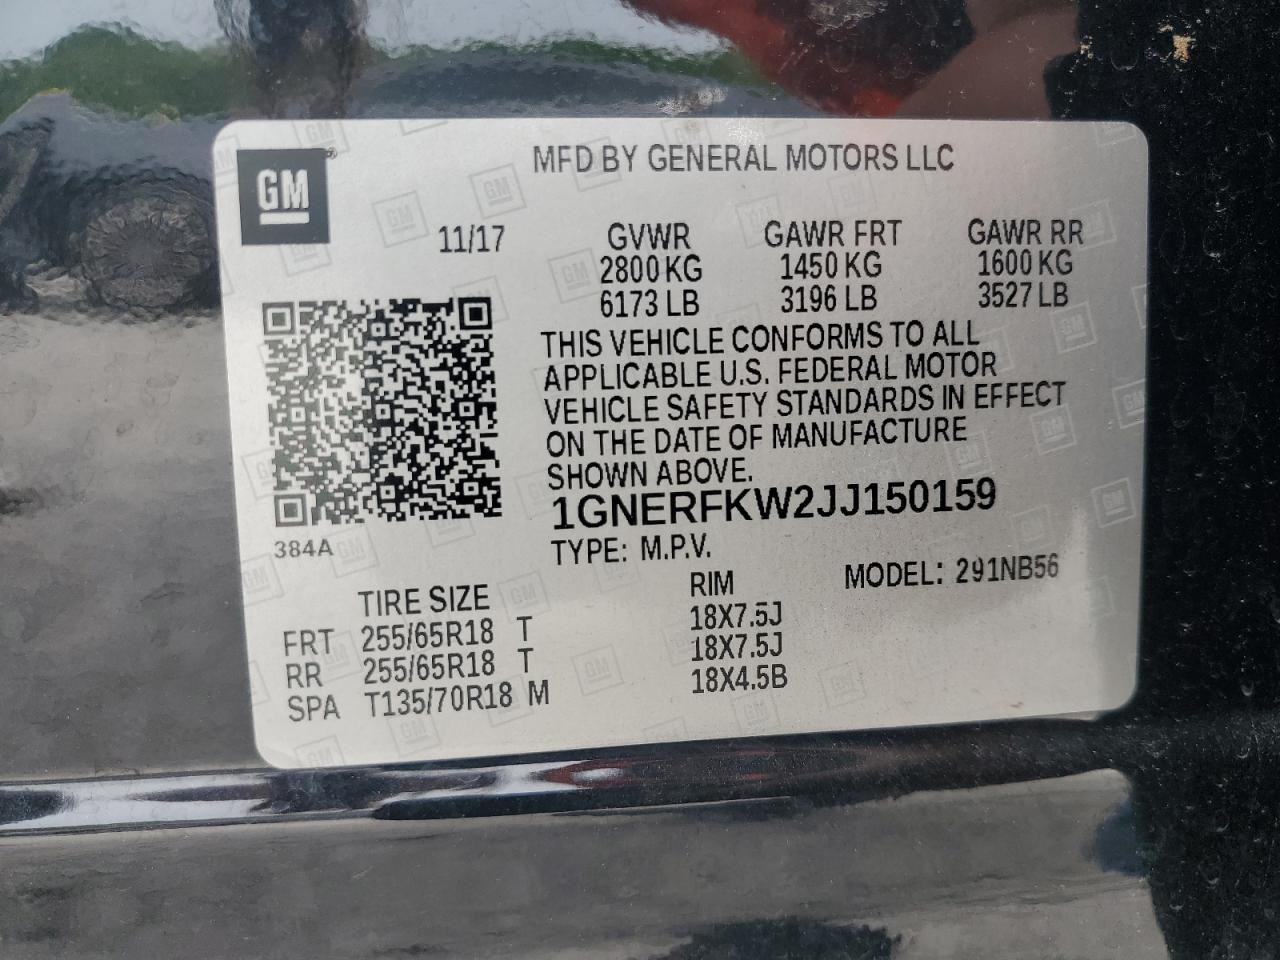 GM
MFD BY GENERAL MOTORS LLC
11/17 GVWR GAWR FRT GAWR RR
2800 KG 1450 KG 1600 KG
6173 LB 3196 LB 3527 LB
THIS VEHICLE CONFORMS TO ALL
APPLICABLE U.S. FEDERAL MOTOR
VEHICLE SAFETY STANDARDS IN EFFECT
ON THE DATE OF MANUFACTURE
SHOWN ABOVE.
1GNERFKW2JJ150159
384A
TYPE: M.P.V.
MODEL: 291NB56
TIRE SIZE RIM
FRT 255/65R18 T 18X7.5J
RR 255/65R18 T 18X7.5J
SPA T135/70R18 M 18X4.5B